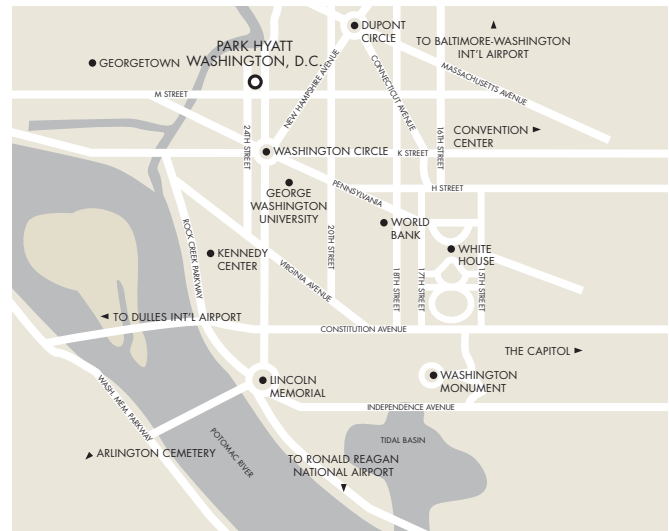 DUPONT
CIRCLE
TO BALTIMORE-WASHINGTON
INT'L AIRPORT
PARK HYATT
WASHINGTON, D.C.
GEORGETOWN
MASSACHUSETTS AVENUE
NEW HAMPSHIRE AVENUE
CONNECTICUT AVENUE
M STREET
24TH STREET
16TH STREET
CONVENTION
CENTER
WASHINGTON CIRCLE
K STREET
PENNSYLVANIA
H STREET
GEORGE
WASHINGTON
UNIVERSITY
WORLD
BANK
ROCK CREEK PARKWAY
KENNEDY
CENTER
20TH STREET
WHITE
HOUSE
VIRGINIA AVENUE
18TH STREET
17TH STREET
15TH STREET
TO DULLES INT'L AIRPORT
CONSTITUTION AVENUE
THE CAPITOL
LINCOLN
MEMORIAL
WASHINGTON
MONUMENT
WASH. MEM. PARKWAY
INDEPENDENCE AVENUE
TIDAL BASIN
ARLINGTON CEMETERY
POTOMAC RIVER
TO RONALD REAGAN
NATIONAL AIRPORT